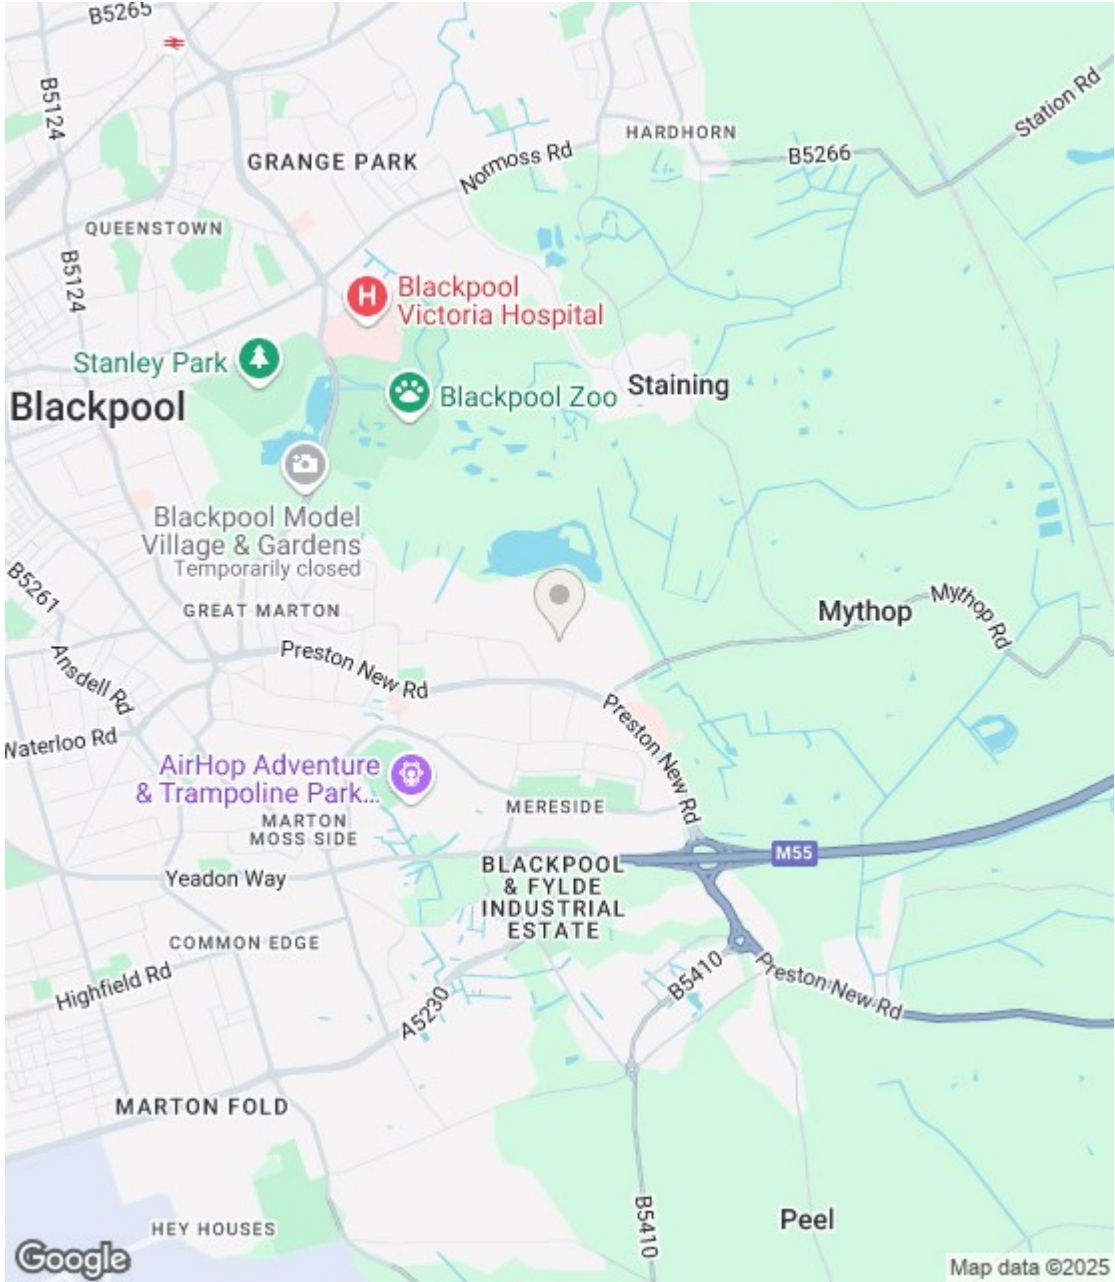 B5265
B5124
GRANGE PARK
Normoss Rd
HARDHORN
B5266
Station Rd
QUEENSTOWN
B5124
H
Blackpool
Victoria Hospital
Stanley Park
Blackpool Zoo
Staining
Blackpool
Blackpool Model
Village & Gardens
Temporarily closed
B5261
GREAT MARTON
Mythop
Mythop Rd
Ansdell Rd
Preston New Rd
Waterloo Rd
Preston New Rd
AirHop Adventure
& Trampoline Park...
MERESIDE
MARTON
MOSS SIDE
M55
Yeadon Way
BLACKPOOL
& FYLDE
INDUSTRIAL
ESTATE
COMMON EDGE
Highfield Rd
A5230
B5410
Preston New Rd
MARTON FOLD
B5410
Peel
HEY HOUSES
Google
Map data ©2025